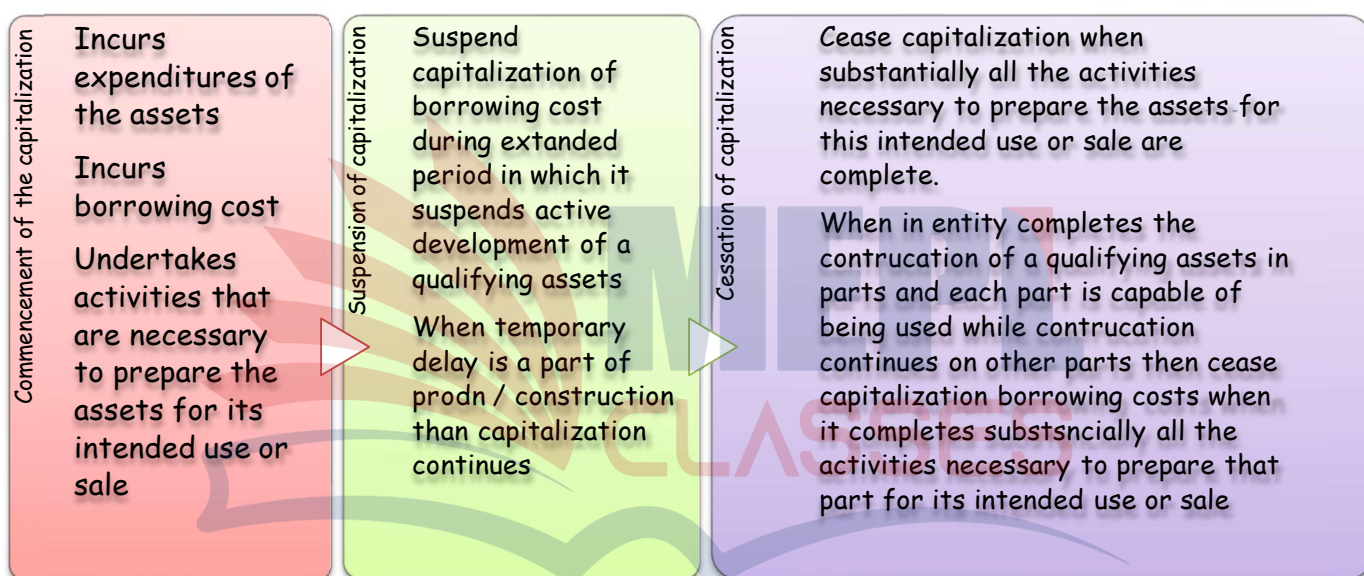 Commencement of the capitalization
Incurs
expenditures of
the assets
Incurs
borrowing cost
Undertakes
activities that
are necessary
to prepare the
assets for its
intended use or
sale
Suspension of capitalization
Suspend
capitalization of
borrowing cost
during extanded
period in which it
suspends active
development of a
qualifying assets
When temporary
delay is a part of
prodn / construction
than capitalization
continues
Cessation of capitalization
Cease capitalization when
substantially all the activities
necessary to prepare the assets for
this intended use or sale are
complete.
When in entity completes the
contrucation of a qualifying assets in
parts and each part is capable of
being used while contrucation
continues on other parts then cease
capitalization borrowing costs when
it completes substsncially all the
activities necessary to prepare that
part for its intended use or sale
MEPL
CLASSES